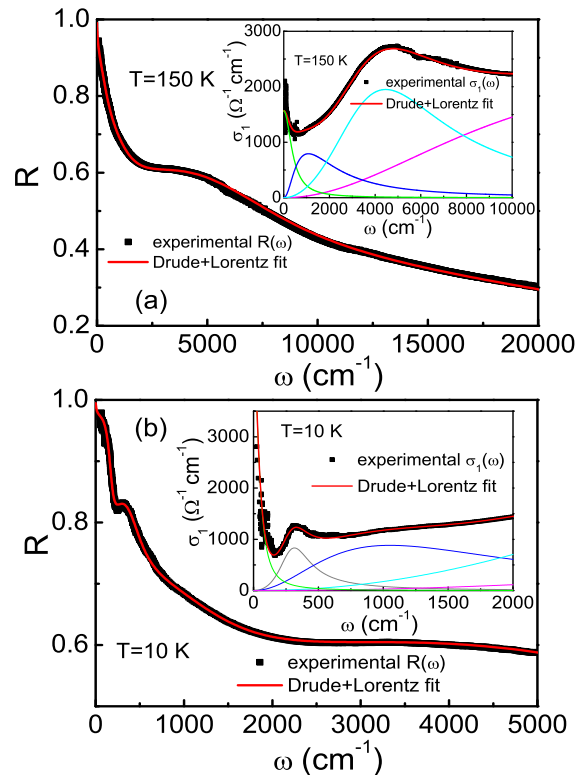 1.0
0.8
0.6
0.4
0.2
R
T=150 K
experimental R(ω)
Drude+Lorentz fit
(a)
0 5000 10000 15000 20000
ω (cm⁻¹)
3000
2000
1000
0
σ₁ (Ω⁻¹ cm⁻¹)
T=150 K
experimental σ₁(ω)
Drude+Lorentz fit
0 2000 4000 6000 8000 10000
ω (cm⁻¹)
1.0
0.8
0.6
R
(b)
T=10 K
experimental R(ω)
Drude+Lorentz fit
0 1000 2000 3000 4000 5000
ω (cm⁻¹)
3000
2000
1000
0
σ₁ (Ω⁻¹ cm⁻¹)
T=10 K
experimental σ₁(ω)
Drude+Lorentz fit
0 500 1000 1500 2000
ω (cm⁻¹)